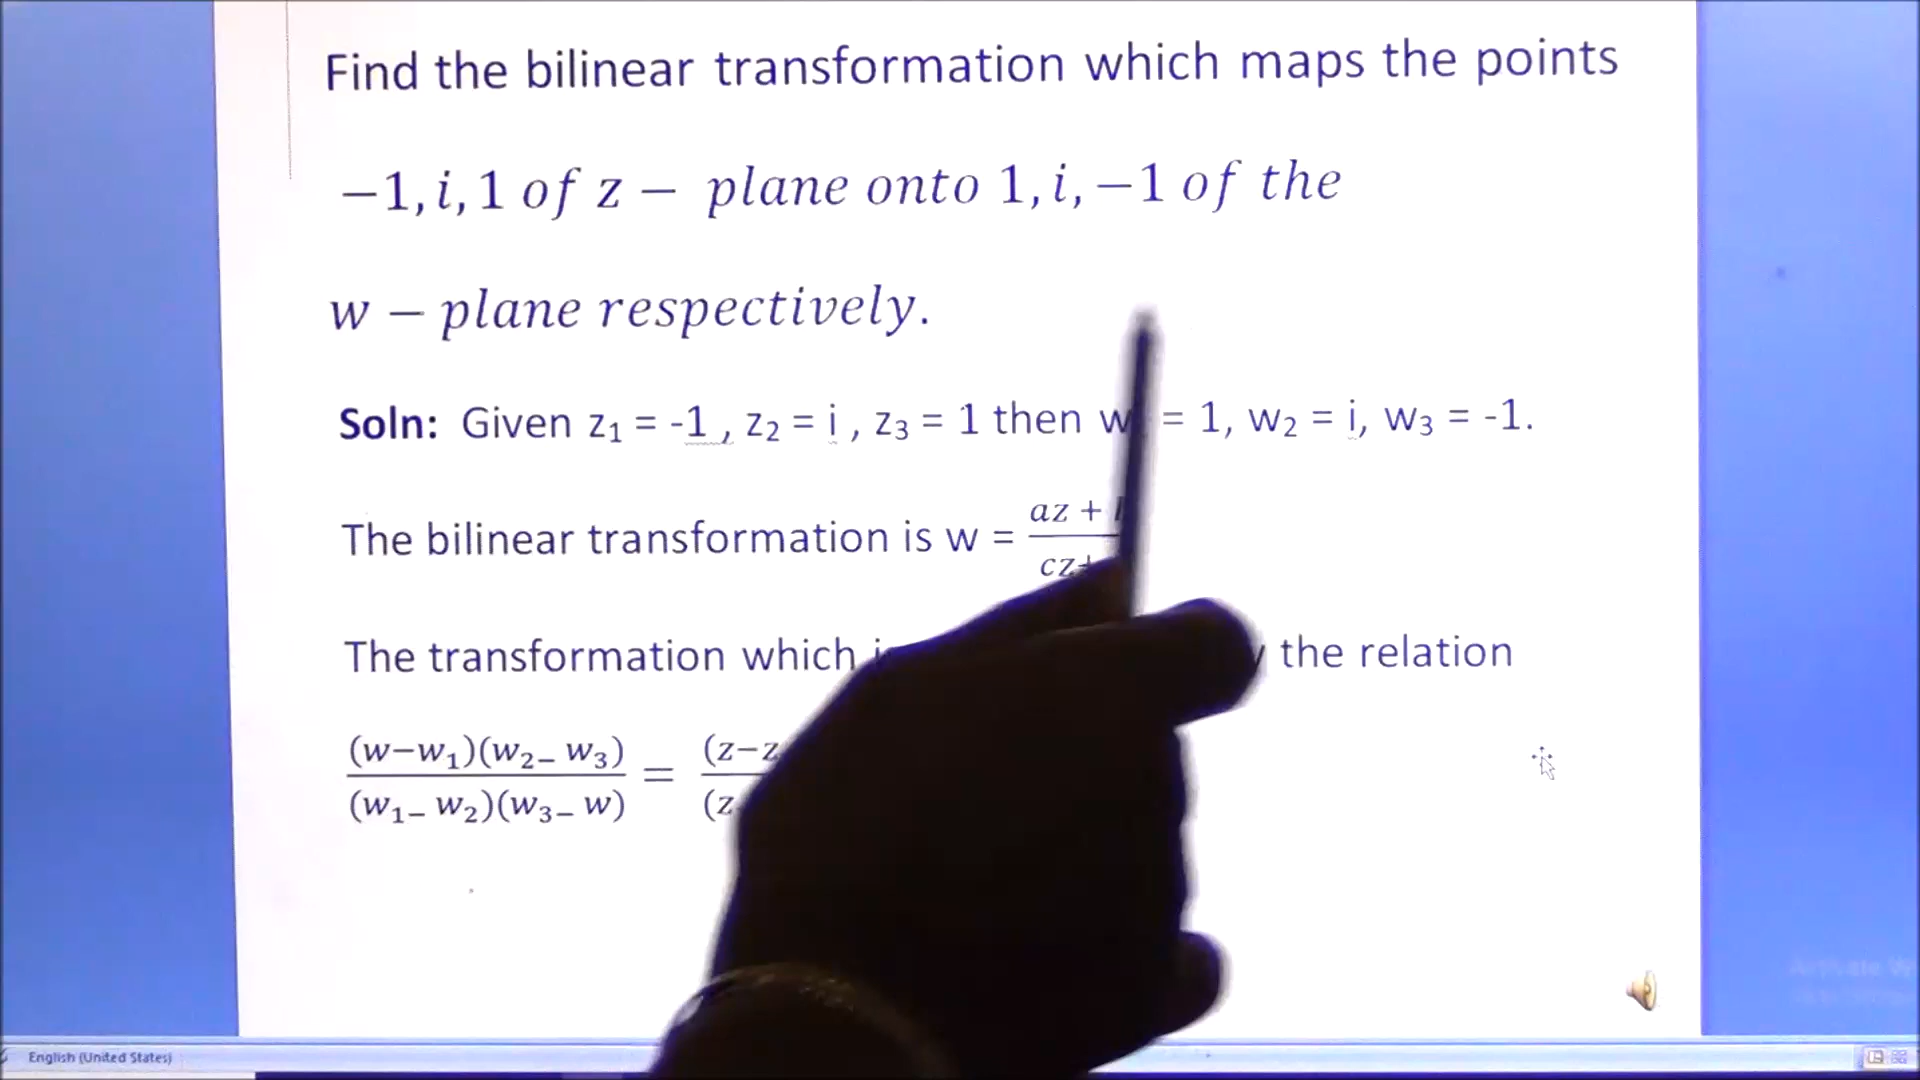 Find the bilinear transformation which maps the points
−1, i, 1 of z − plane onto 1, i, −1 of the
w − plane respectively.
Soln: Given z₁ = -1 , z₂ = i , z₃ = 1 then w = 1, w₂ = i, w₃ = -1.
The bilinear transformation is w = az + / cz+
The transformation which the relation
(w−w₁)(w₂− w₃) / (w₁− w₂)(w₃− w) = (z−z / (z
English (United States)